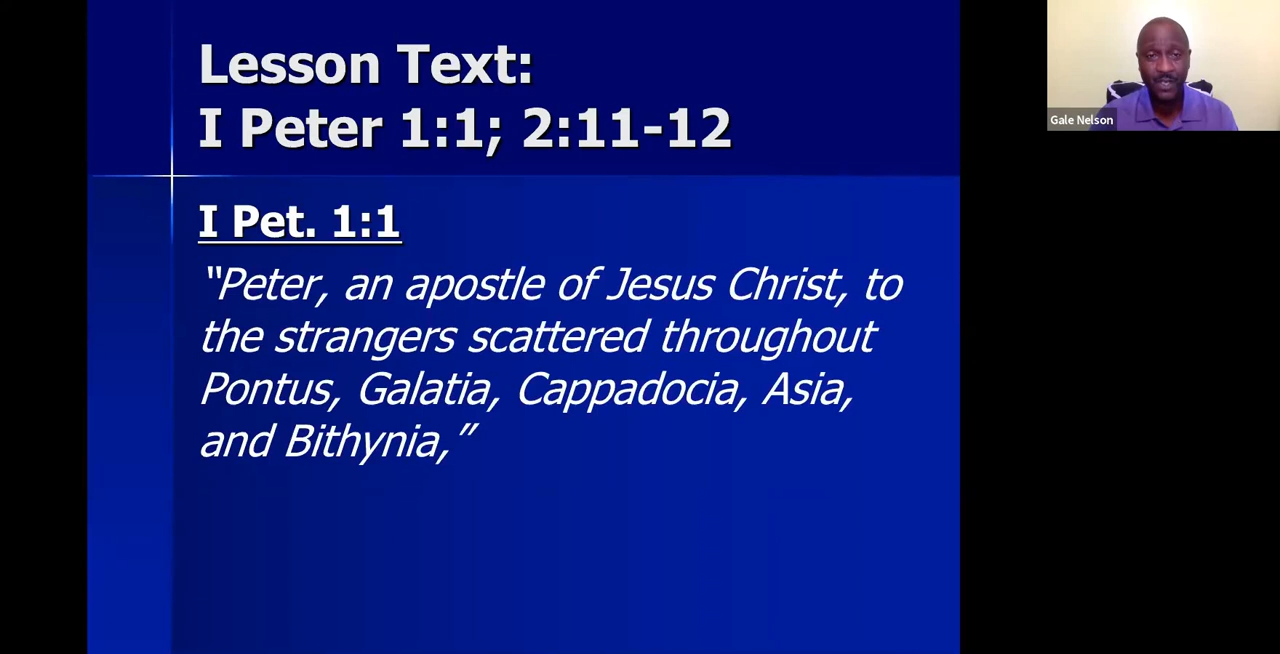 Lesson Text:
I Peter 1:1; 2:11-12
I Pet. 1:1
“Peter, an apostle of Jesus Christ, to
the strangers scattered throughout
Pontus, Galatia, Cappadocia, Asia,
and Bithynia,”
Gale Nelson